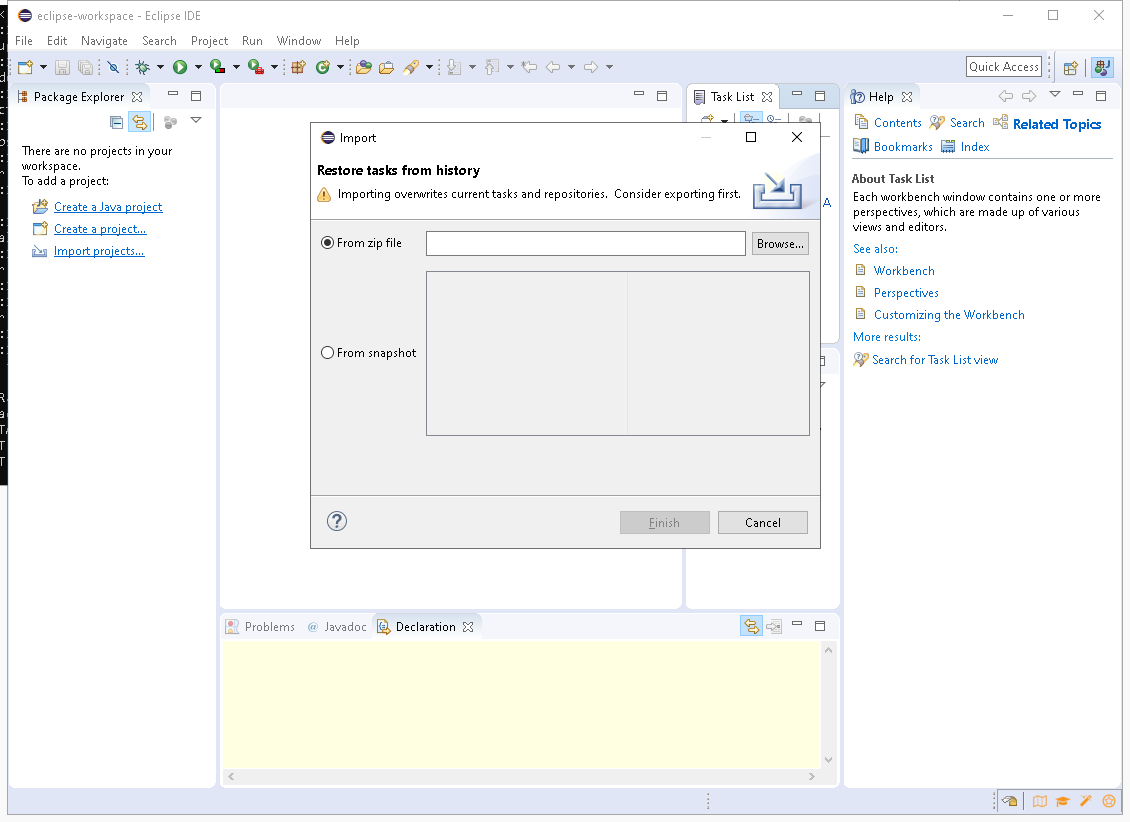 eclipse-workspace - Eclipse IDE
File Edit Navigate Search Project Run Window Help
Quick Access
Package Explorer
There are no projects in your
workspace.
To add a project:
Create a Java project
Create a project...
Import projects...
Task List
Import
Restore tasks from history
Importing overwrites current tasks and repositories. Consider exporting first.
From zip file
Browse...
From snapshot
Finish
Cancel
Help
Contents Search Related Topics
Bookmarks Index
About Task List
Each workbench window contains one or more
perspectives, which are made up of various
views and editors.
See also:
Workbench
Perspectives
Customizing the Workbench
More results:
Search for Task List view
Problems @ Javadoc Declaration